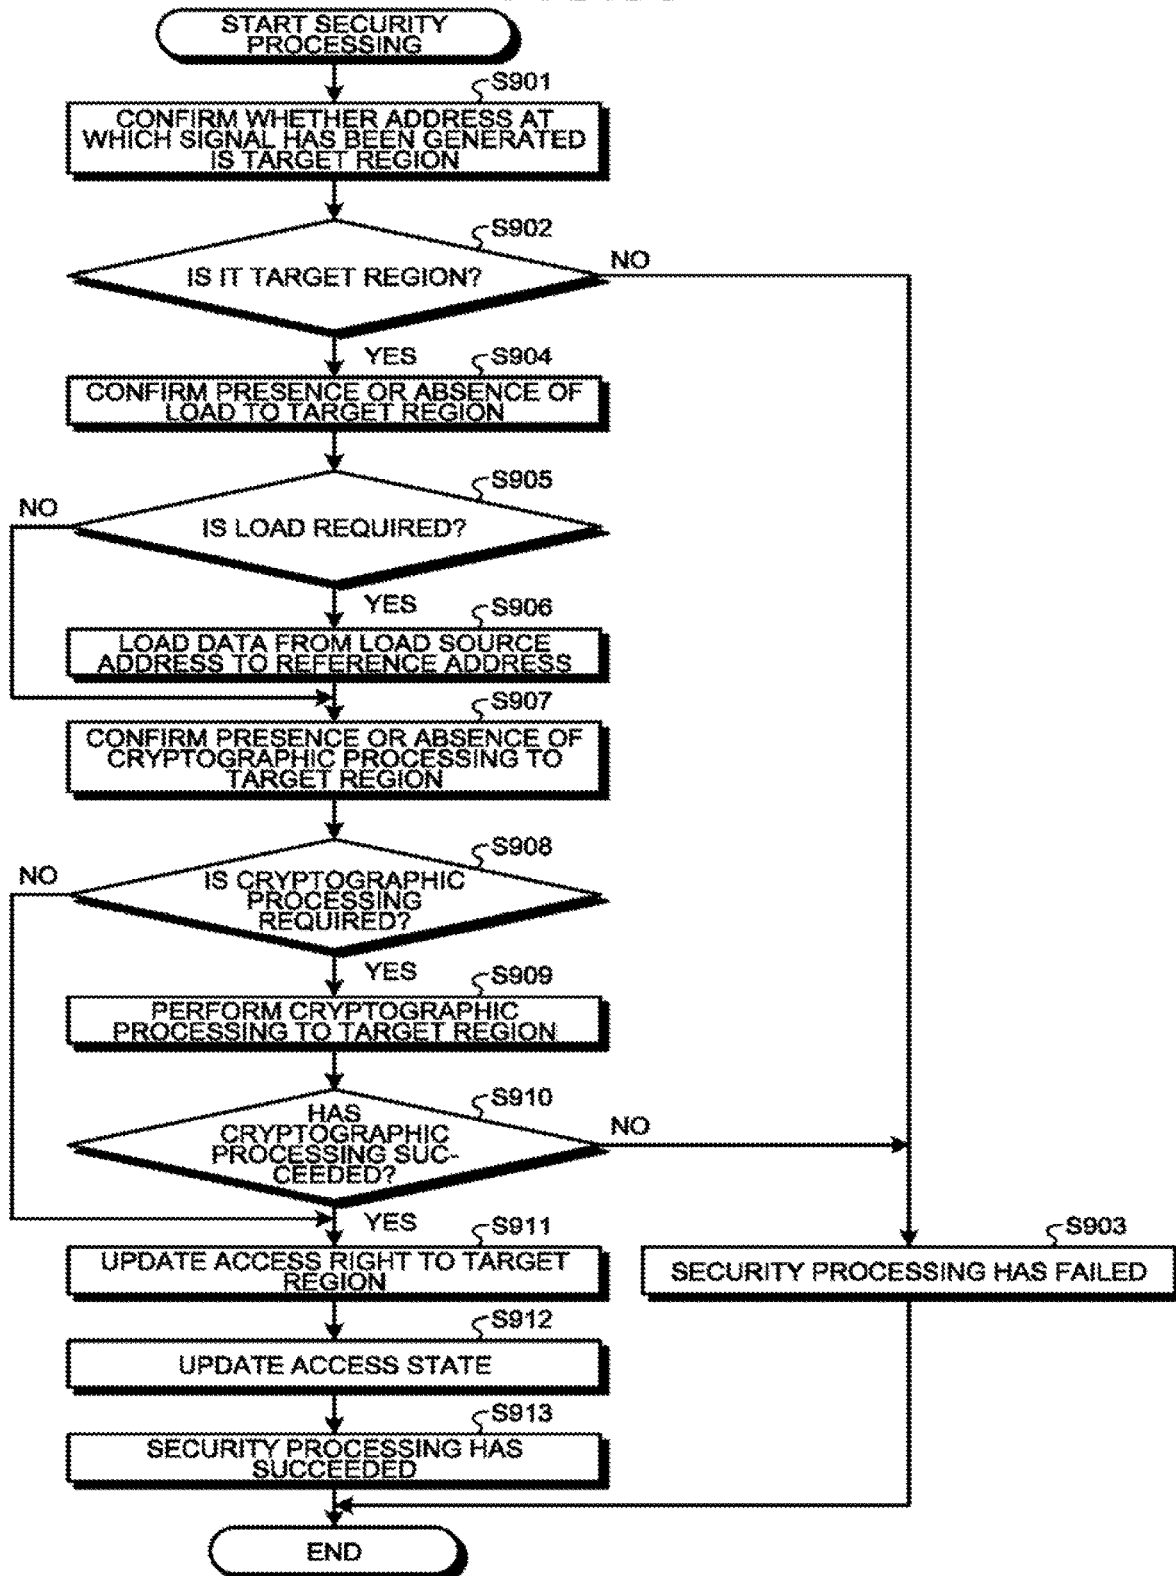 START SECURITY
PROCESSING
S901
CONFIRM WHETHER ADDRESS AT
WHICH SIGNAL HAS BEEN GENERATED
IS TARGET REGION
S902
IS IT TARGET REGION?
NO
YES
S904
CONFIRM PRESENCE OR ABSENCE OF
LOAD TO TARGET REGION
S905
NO
IS LOAD REQUIRED?
YES
S906
LOAD DATA FROM LOAD SOURCE
ADDRESS TO REFERENCE ADDRESS
S907
CONFIRM PRESENCE OR ABSENCE OF
CRYPTOGRAPHIC PROCESSING TO
TARGET REGION
S908
NO
IS CRYPTOGRAPHIC
PROCESSING
REQUIRED?
YES
S909
PERFORM CRYPTOGRAPHIC
PROCESSING TO TARGET REGION
S910
HAS
CRYPTOGRAPHIC
PROCESSING SUC-
CEEDED?
NO
YES
S911
UPDATE ACCESS RIGHT TO TARGET
REGION
S903
SECURITY PROCESSING HAS FAILED
S912
UPDATE ACCESS STATE
S913
SECURITY PROCESSING HAS
SUCCEEDED
END